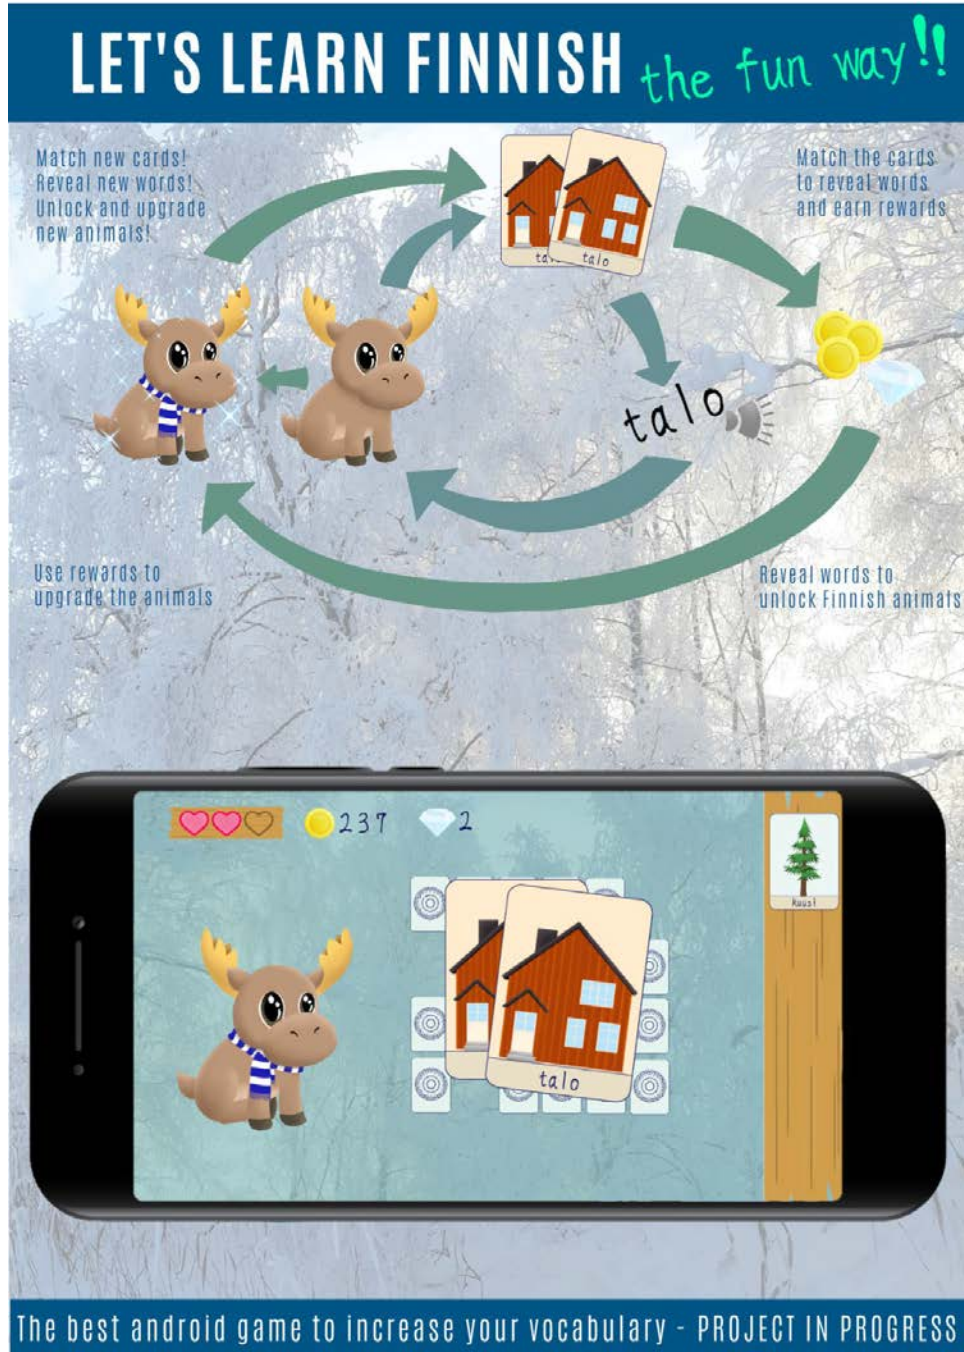 LET'S LEARN FINNISH the fun way!!
Match new cards!
Reveal new words!
Unlock and upgrade
new animals!
Match the cards
to reveal words
and earn rewards
talo
talo
Use rewards to
upgrade the animals
Reveal words to
unlock Finnish animals
237
2
kuusi
talo
The best android game to increase your vocabulary - PROJECT IN PROGRESS